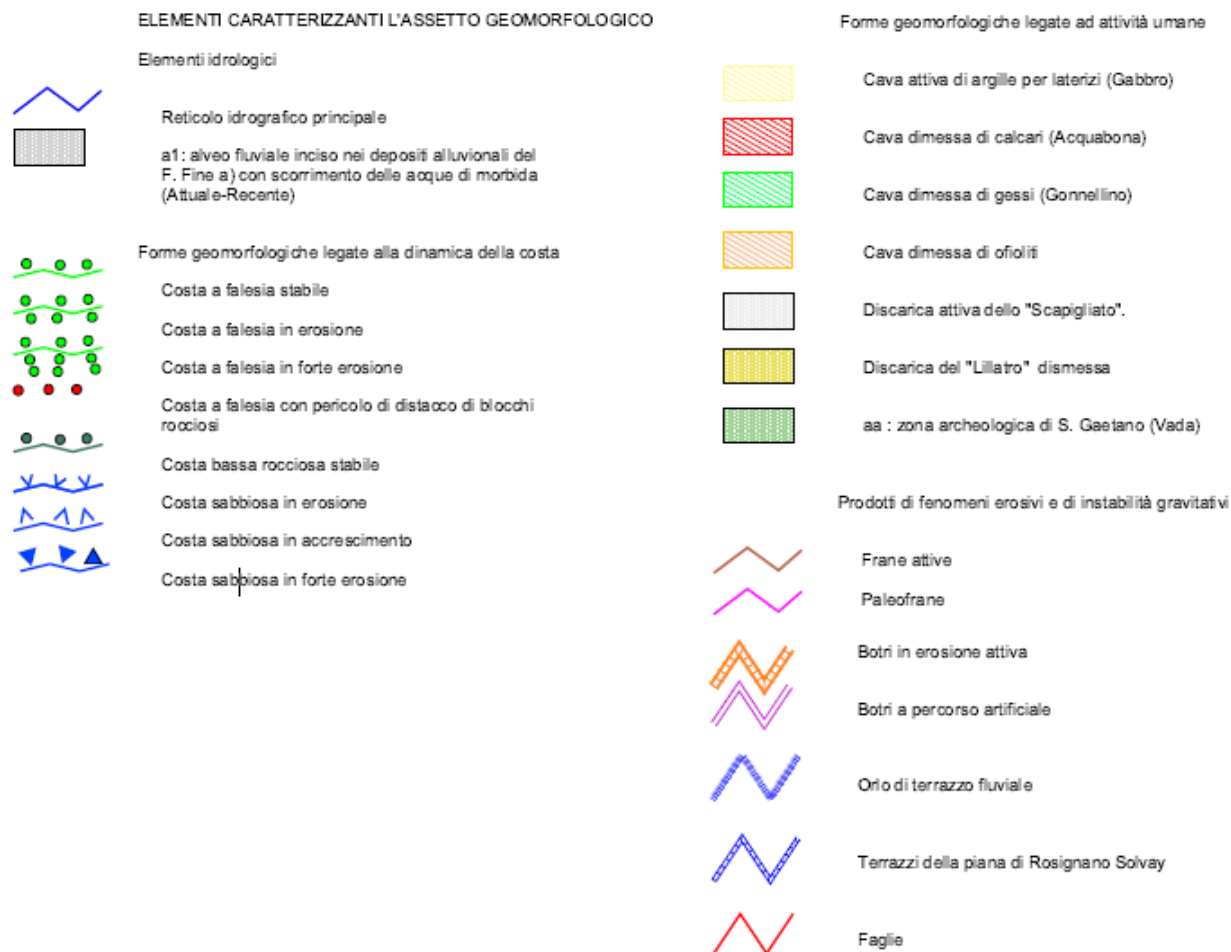 ELEMENTI CARATTERIZZANTI L'ASSETTO GEOMORFOLOGICO
Elementi idrologici
Reticolo idrografico principale
a1: alveo fluviale inciso nei depositi alluvionali del
F. Fine a) con scorrimento delle acque di morbida
(Attuale-Recente)
Forme geomorfologiche legate alla dinamica della costa
Costa a falesia stabile
Costa a falesia in erosione
Costa a falesia in forte erosione
Costa a falesia con pericolo di distacco di blocchi
rocciosi
Costa bassa rocciosa stabile
Costa sabbiosa in erosione
Costa sabbiosa in accrescimento
Costa sabbiosa in forte erosione
Forme geomorfologiche legate ad attività umane
Cava attiva di argille per laterizi (Gabbro)
Cava dimessa di calcari (Acquabona)
Cava dimessa di gessi (Gonnellino)
Cava dimessa di ofioliti
Discarica attiva dello "Scapigliato".
Discarica del "Lillatro" dismessa
aa : zona archeologica di S. Gaetano (Vada)
Prodotti di fenomeni erosivi e di instabilità gravitativi
Frane attive
Paleofrane
Botri in erosione attiva
Botri a percorso artificiale
Orlo di terrazzo fluviale
Terrazzi della piana di Rosignano Solvay
Faglie